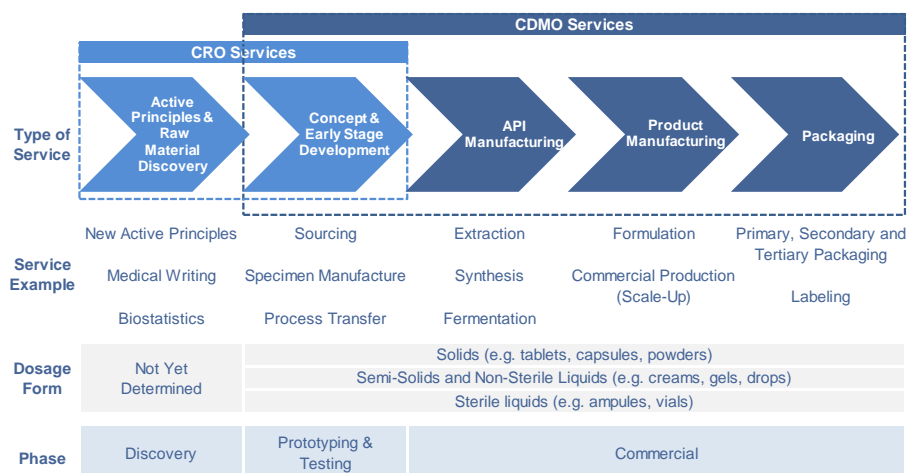 CDMO Services
CRO Services
Type of
Service
Active
Principles &
Raw
Material
Discovery
Concept &
Early Stage
Development
API
Manufacturing
Product
Manufacturing
Packaging
Service
Example
New Active Principles
Medical Writing
Biostatistics
Sourcing
Specimen Manufacture
Process Transfer
Extraction
Synthesis
Fermentation
Formulation
Commercial Production
(Scale-Up)
Primary, Secondary and
Tertiary Packaging
Labeling
Dosage
Form
Not Yet
Determined
Solids (e.g. tablets, capsules, powders)
Semi-Solids and Non-Sterile Liquids (e.g. creams, gels, drops)
Sterile liquids (e.g. ampules, vials)
Phase
Discovery
Prototyping &
Testing
Commercial